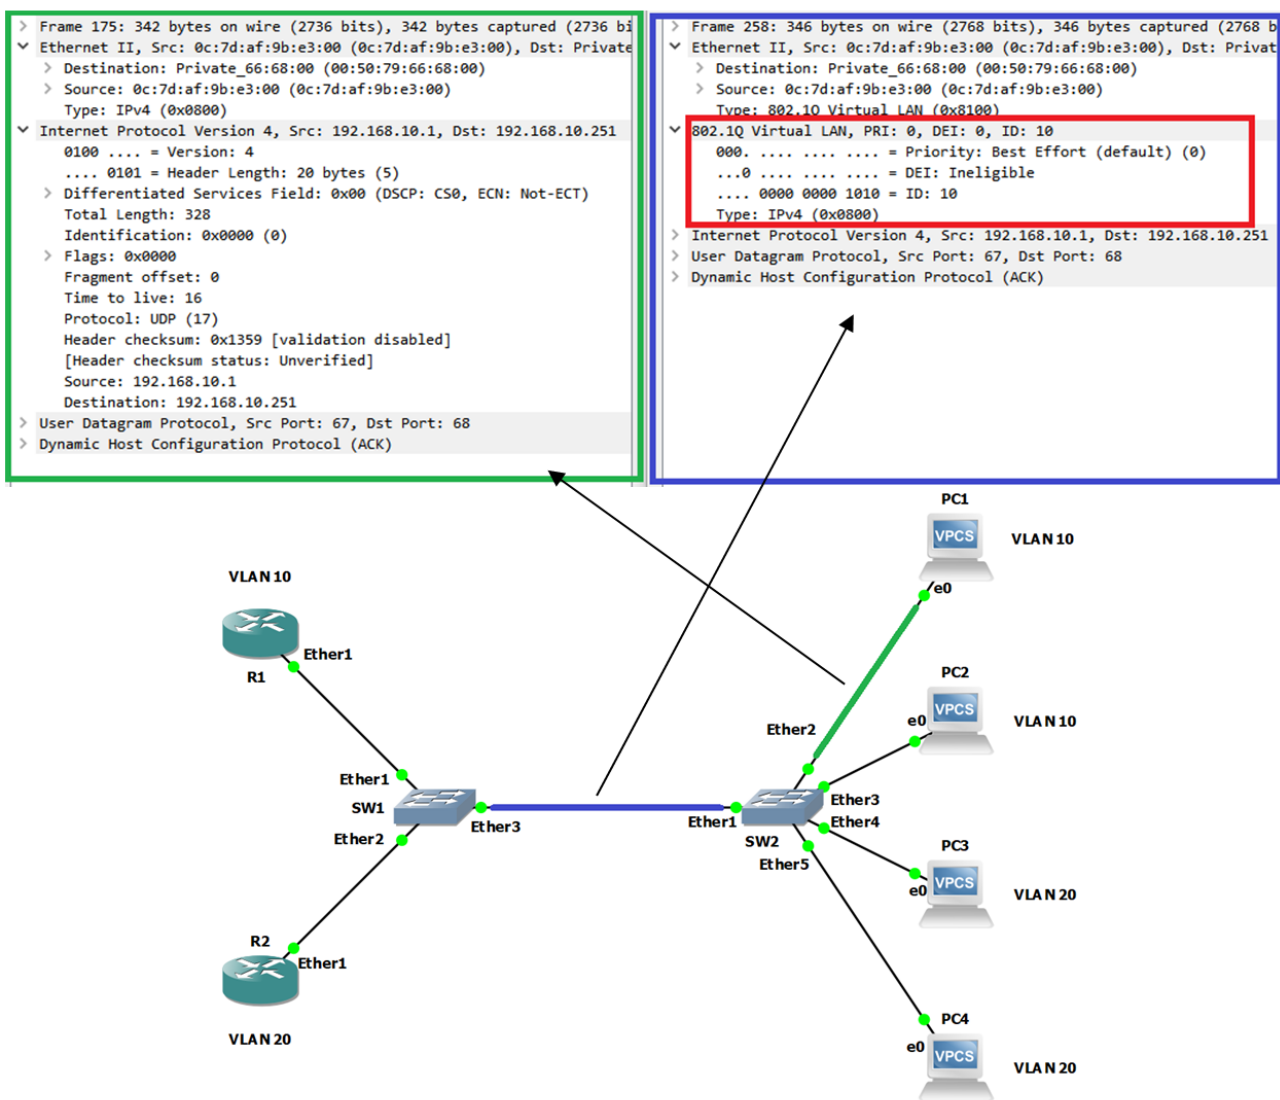 Frame 175: 342 bytes on wire (2736 bits), 342 bytes captured (2736 bi
Ethernet II, Src: 0c:7d:af:9b:e3:00 (0c:7d:af:9b:e3:00), Dst: Private
Destination: Private_66:68:00 (00:50:79:66:68:00)
Source: 0c:7d:af:9b:e3:00 (0c:7d:af:9b:e3:00)
Type: IPv4 (0x0800)
Internet Protocol Version 4, Src: 192.168.10.1, Dst: 192.168.10.251
0100 .... = Version: 4
.... 0101 = Header Length: 20 bytes (5)
Differentiated Services Field: 0x00 (DSCP: CS0, ECN: Not-ECT)
Total Length: 328
Identification: 0x0000 (0)
Flags: 0x0000
Fragment offset: 0
Time to live: 16
Protocol: UDP (17)
Header checksum: 0x1359 [validation disabled]
[Header checksum status: Unverified]
Source: 192.168.10.1
Destination: 192.168.10.251
User Datagram Protocol, Src Port: 67, Dst Port: 68
Dynamic Host Configuration Protocol (ACK)
Frame 258: 346 bytes on wire (2768 bits), 346 bytes captured (2768 b
Ethernet II, Src: 0c:7d:af:9b:e3:00 (0c:7d:af:9b:e3:00), Dst: Privat
Destination: Private_66:68:00 (00:50:79:66:68:00)
Source: 0c:7d:af:9b:e3:00 (0c:7d:af:9b:e3:00)
Type: 802.1Q Virtual LAN (0x8100)
802.1Q Virtual LAN, PRI: 0, DEI: 0, ID: 10
000. .... .... .... = Priority: Best Effort (default) (0)
...0 .... .... .... = DEI: Ineligible
.... 0000 0000 1010 = ID: 10
Type: IPv4 (0x0800)
Internet Protocol Version 4, Src: 192.168.10.1, Dst: 192.168.10.251
User Datagram Protocol, Src Port: 67, Dst Port: 68
Dynamic Host Configuration Protocol (ACK)
PC1
VPCS
VLAN 10
e0
VLAN 10
Ether1
R1
PC2
VPCS
VLAN 10
e0
Ether2
Ether1
SW1
Ether3
Ether2
Ether1
SW2
Ether3
Ether4
Ether5
PC3
VPCS
VLAN 20
e0
R2
Ether1
VLAN 20
PC4
VPCS
VLAN 20
e0